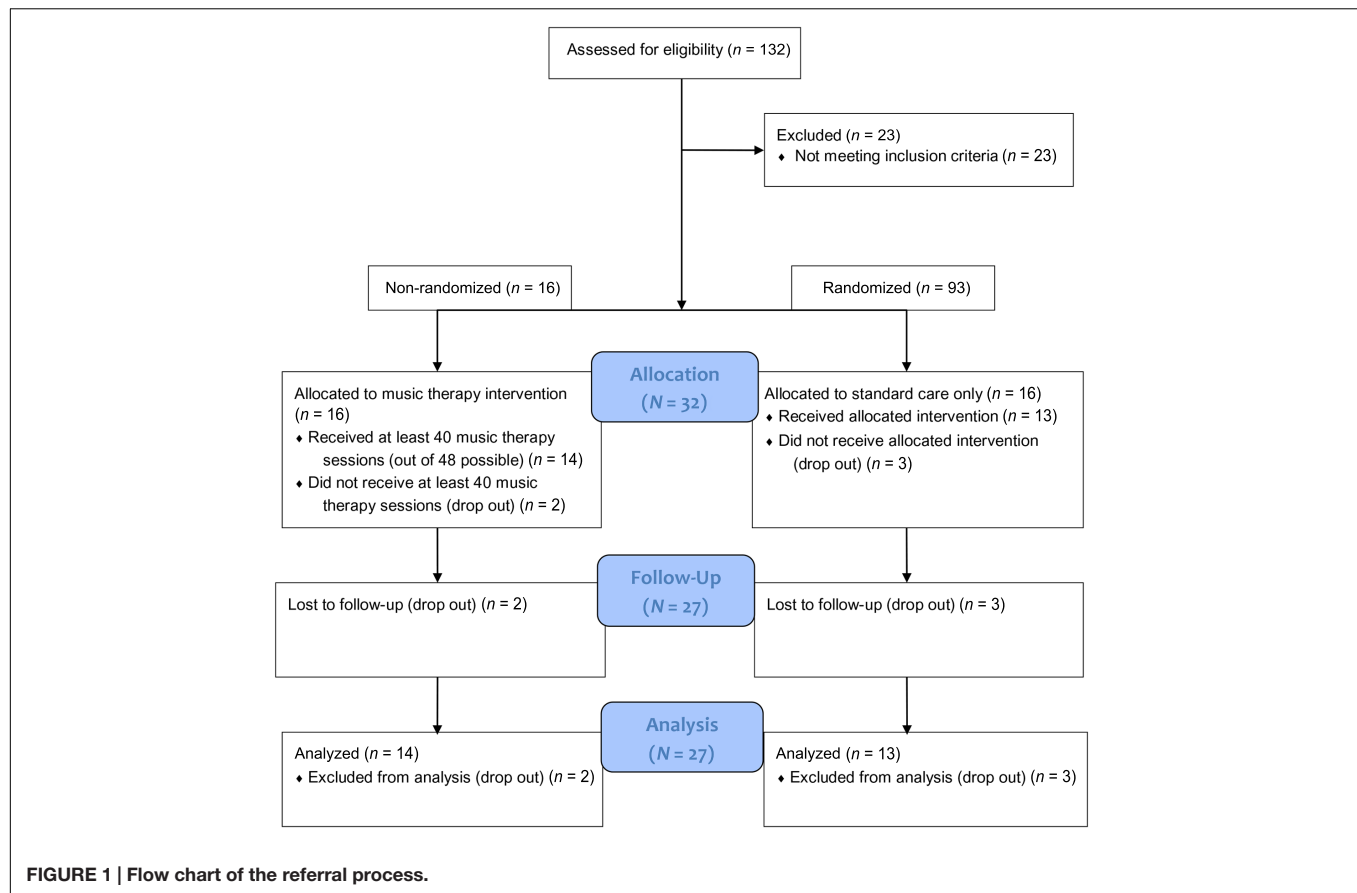 Assessed for eligibility (n = 132)
Excluded (n = 23)
♦ Not meeting inclusion criteria (n = 23)
Non-randomized (n = 16)
Randomized (n = 93)
Allocation
(N = 32)
Allocated to music therapy intervention
(n = 16)
♦ Received at least 40 music therapy
sessions (out of 48 possible) (n = 14)
♦ Did not receive at least 40 music
therapy sessions (drop out) (n = 2)
Allocated to standard care only (n = 16)
♦ Received allocated intervention (n = 13)
♦ Did not receive allocated intervention
(drop out) (n = 3)
Follow-Up
(N = 27)
Lost to follow-up (drop out) (n = 2)
Lost to follow-up (drop out) (n = 3)
Analysis
(N = 27)
Analyzed (n = 14)
♦ Excluded from analysis (drop out) (n = 2)
Analyzed (n = 13)
♦ Excluded from analysis (drop out) (n = 3)
FIGURE 1 | Flow chart of the referral process.